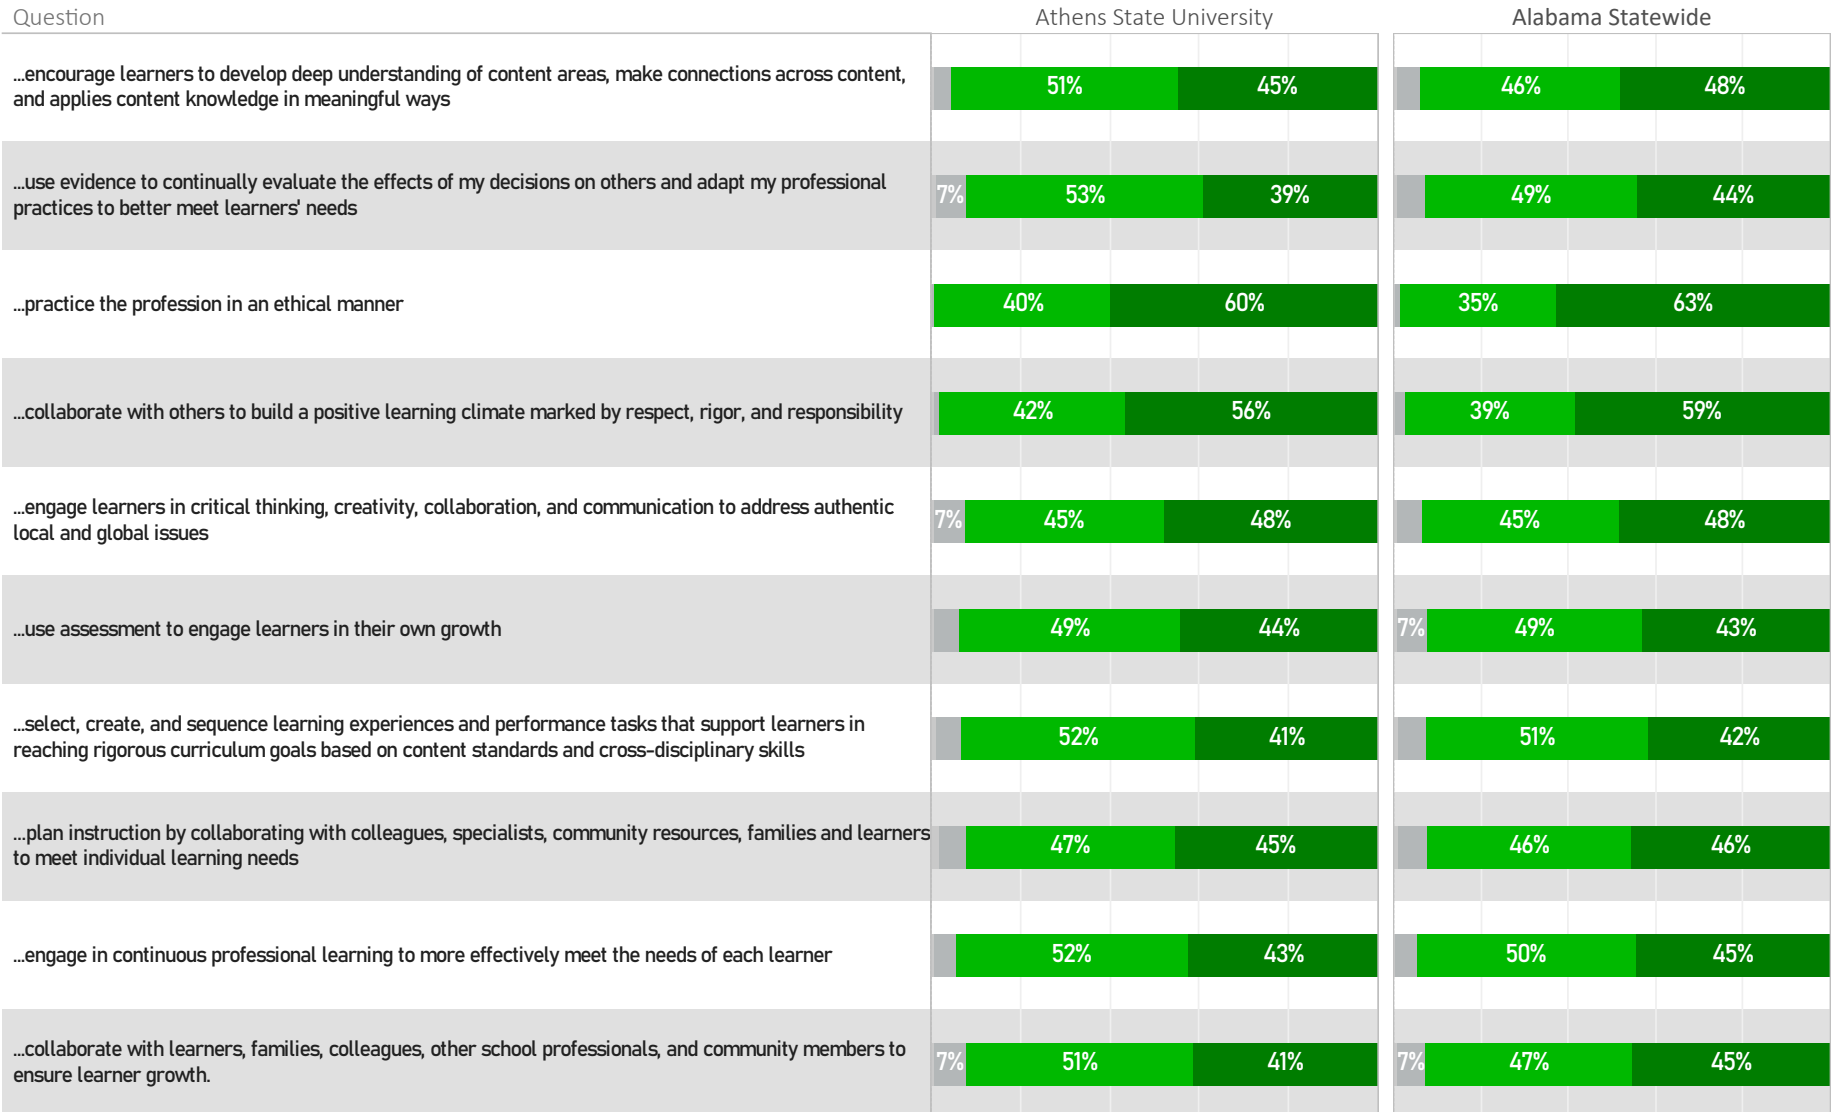 Question Athens State University Alabama Statewide
...encourage learners to develop deep understanding of content areas, make connections across content,
and applies content knowledge in meaningful ways
51% 45% 46% 48%
...use evidence to continually evaluate the effects of my decisions on others and adapt my professional
practices to better meet learners' needs
7% 53% 39% 49% 44%
...practice the profession in an ethical manner
40% 60% 35% 63%
...collaborate with others to build a positive learning climate marked by respect, rigor, and responsibility
42% 56% 39% 59%
...engage learners in critical thinking, creativity, collaboration, and communication to address authentic
local and global issues
7% 45% 48% 45% 48%
...use assessment to engage learners in their own growth
49% 44% 7% 49% 43%
...select, create, and sequence learning experiences and performance tasks that support learners in
reaching rigorous curriculum goals based on content standards and cross-disciplinary skills
52% 41% 51% 42%
...plan instruction by collaborating with colleagues, specialists, community resources, families and learners
to meet individual learning needs
47% 45% 46% 46%
...engage in continuous professional learning to more effectively meet the needs of each learner
52% 43% 50% 45%
...collaborate with learners, families, colleagues, other school professionals, and community members to
ensure learner growth.
7% 51% 41% 7% 47% 45%